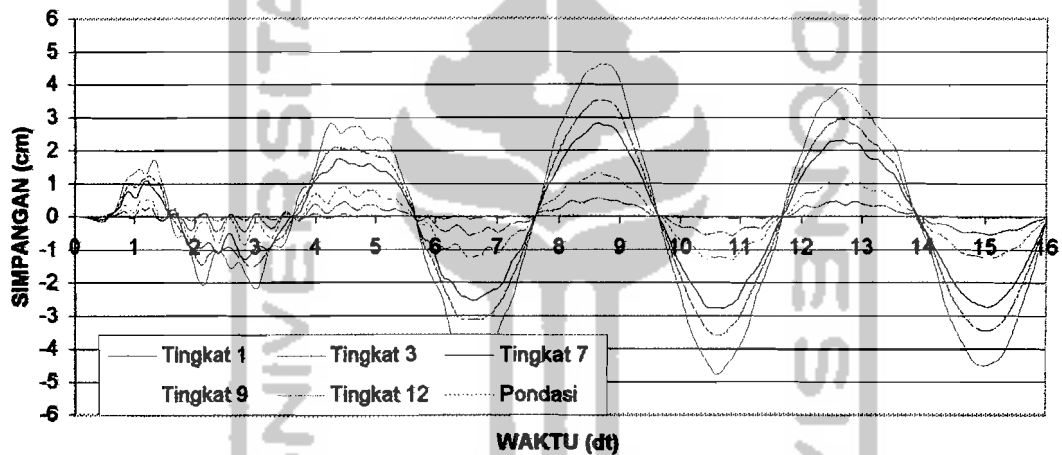 6
5
4
3
2
1
0
-1
-2
-3
-4
-5
-6
SIMPANGAN (cm)
0 1 2 3 4 5 6 7 8 9 10 11 12 13 14 15 16
Tingkat 1 Tingkat 3 Tingkat 7
Tingkat 9 Tingkat 12 Pondasi
WAKTU (dt)